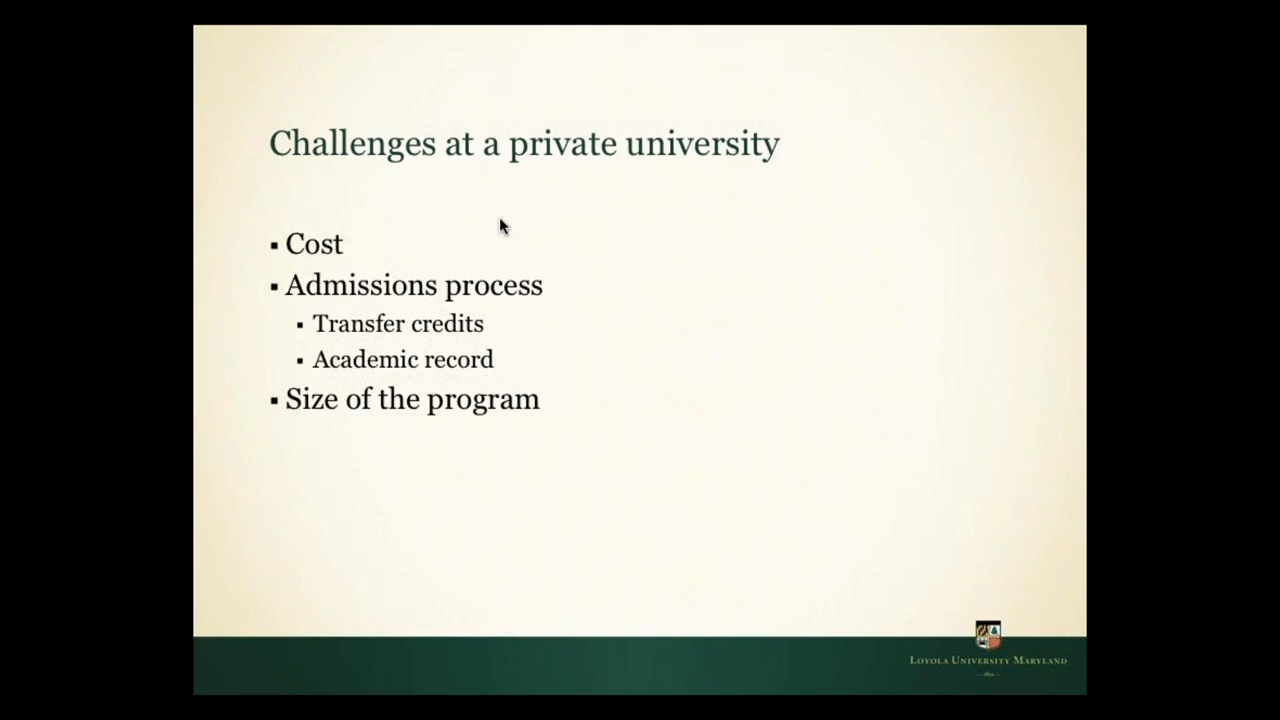 Challenges at a private university
▪ Cost
▪ Admissions process
▪ Transfer credits
▪ Academic record
▪ Size of the program
LOYOLA UNIVERSITY MARYLAND